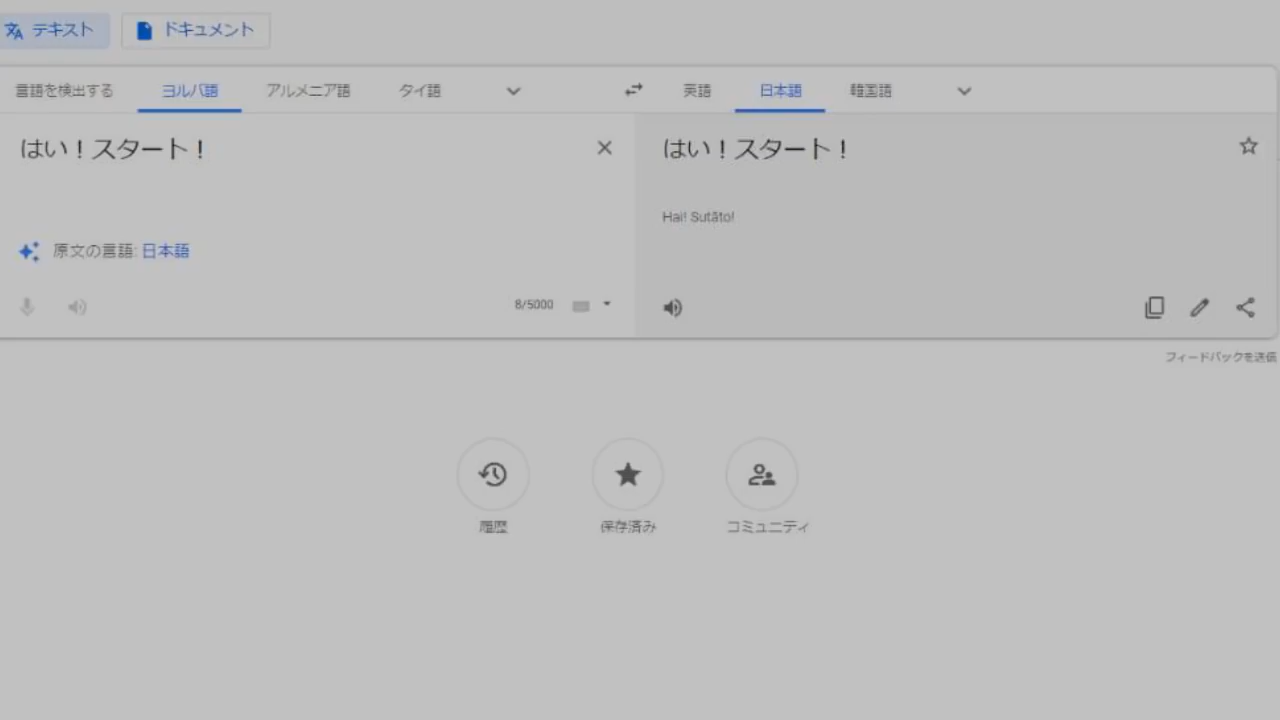 テキスト ドキュメント
言語を検出する ヨルバ語 アルメニア語 タイ語 英語 日本語 韓国語
はい！スタート！ はい！スタート！
Hai! Sutāto!
原文の言語: 日本語
8/5000
フィードバックを送信
履歴 保存済み コミュニティ